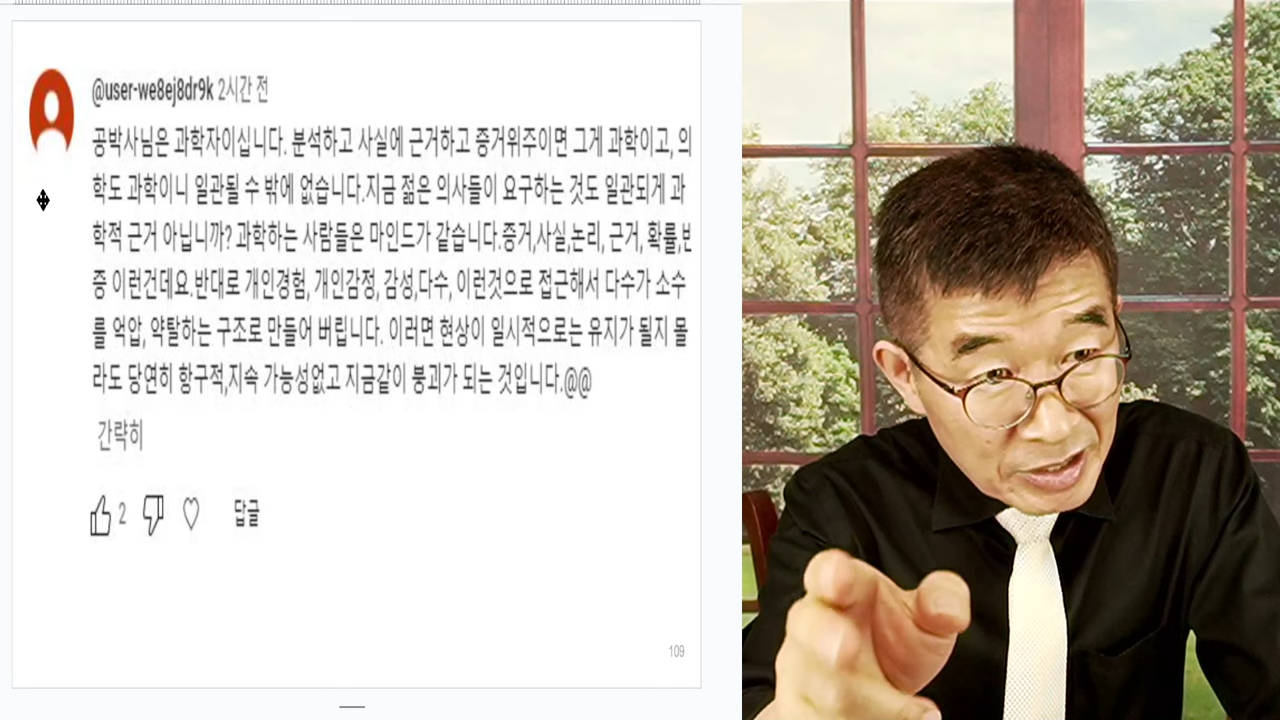 @user-we8ej8dr9k 2시간 전
공박사님은 과학자이십니다. 분석하고 사실에 근거하고 증거위주이면 그게 과학이고, 의
학도 과학이니 일관될 수 밖에 없습니다.지금 젊은 의사들이 요구하는 것도 일관되게 과
학적 근거 아닙니까? 과학하는 사람들은 마인드가 같습니다.증거,사실,논리, 근거, 확률,
증 이런건데요.반대로 개인경험, 개인감정, 감성,다수, 이런것으로 접근해서 다수가 소수
를 억압, 약탈하는 구조로 만들어 버립니다. 이러면 현상이 일시적으로는 유지가 될지 몰
라도 당연히 항구적,지속 가능성없고 지금같이 붕괴가 되는 것입니다.@@
간략히
2 답글
109